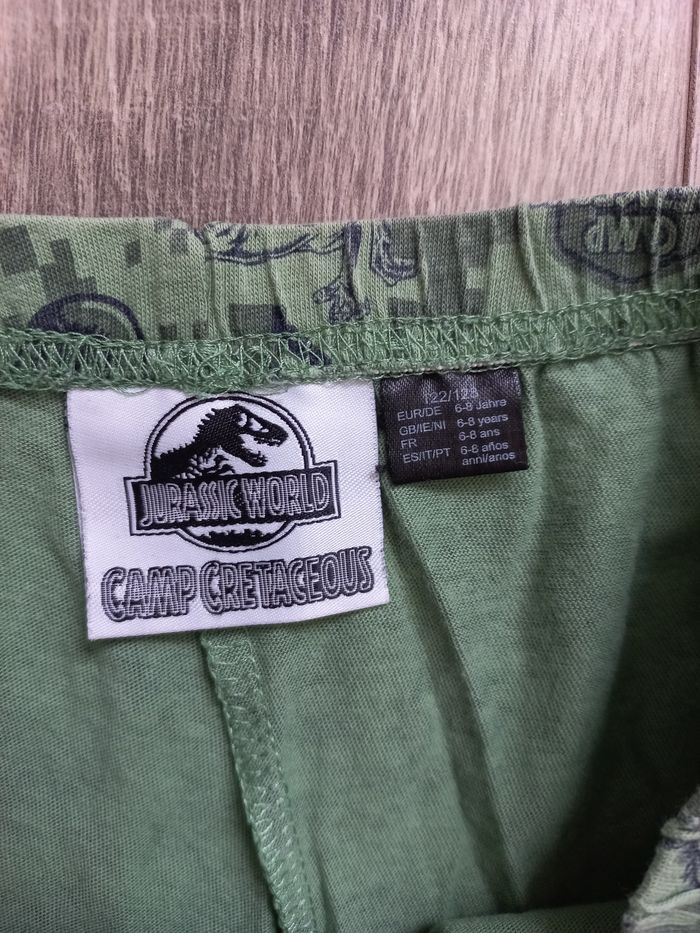 CAMP
JURASSIC WORLD
CAMP CRETACEOUS
122/128
EUR/DE 6-8 Jahre
GB/IE/NI 6-8 years
FR 6-8 ans
ES/IT/PT 6-8 años
anni/anos